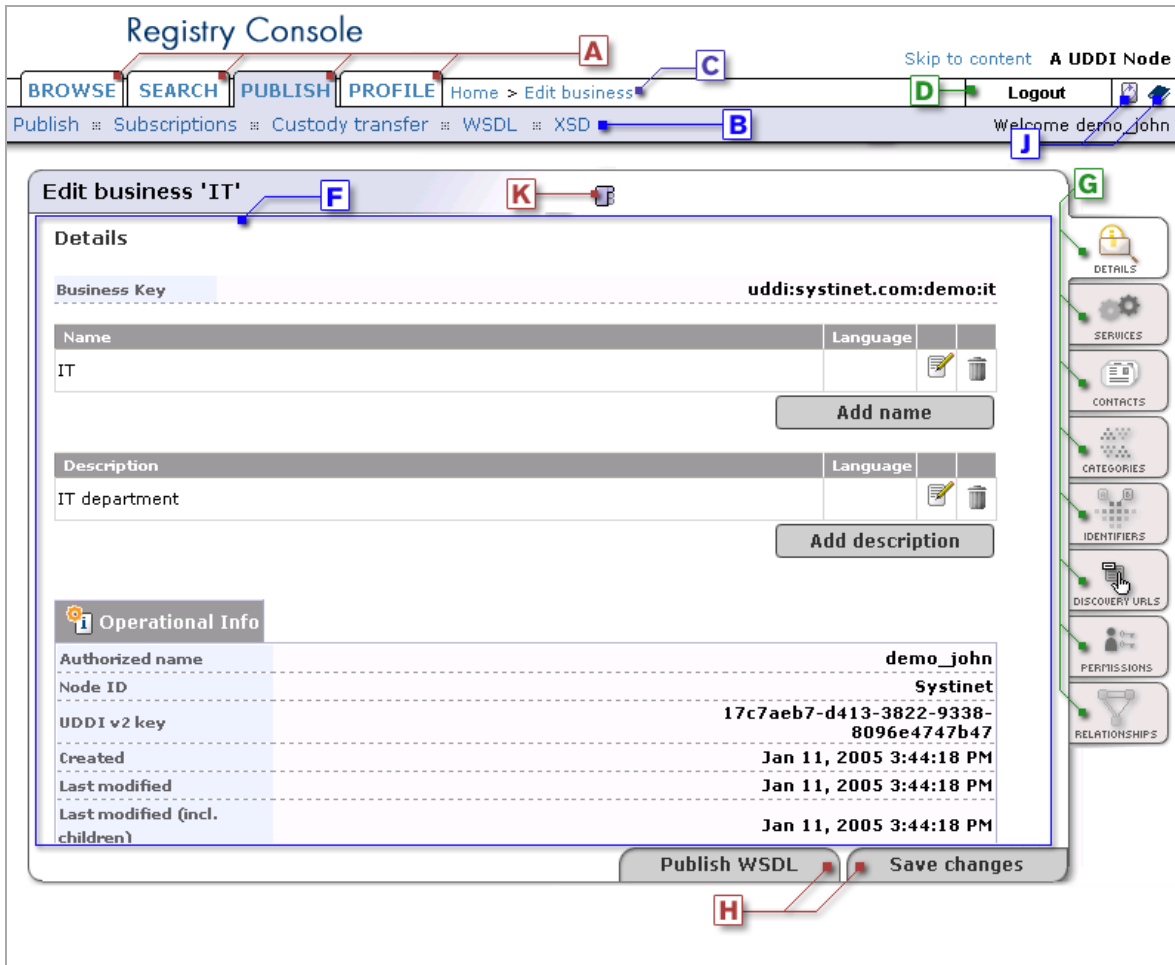 Registry Console
A
Skip to content A UDDI Node
C
BROWSE SEARCH PUBLISH PROFILE Home > Edit business
D
Logout
Publish Subscriptions Custody transfer WSDL XSD
B
Welcome demo_john
J
Edit business 'IT'
F
K
G
Details
DETAILS
Business Key uddi:systinet.com:demo:it
Name Language
SERVICES
IT
CONTACTS
Add name
Description Language
CATEGORIES
IT department
A B
IDENTIFIERS
Add description
DISCOVERY URLS
i Operational Info
Authorized name demo_john
PERMISSIONS
Node ID Systinet
UDDI v2 key 17c7aeb7-d413-3822-9338-
8096e4747b47
RELATIONSHIPS
Created Jan 11, 2005 3:44:18 PM
Last modified Jan 11, 2005 3:44:18 PM
Last modified (incl.
children) Jan 11, 2005 3:44:18 PM
Publish WSDL Save changes
H